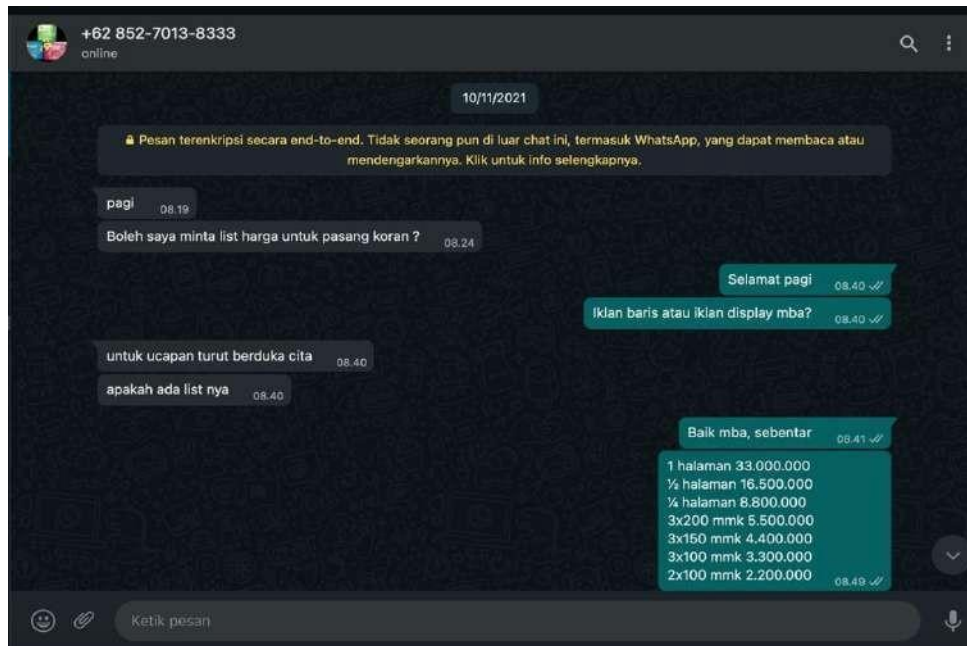 +62 852-7013-8333
online
10/11/2021
Pesan terenkripsi secara end-to-end. Tidak seorang pun di luar chat ini, termasuk WhatsApp, yang dapat membaca atau
mendengarkannya. Klik untuk info selengkapnya.
pagi 08.19
Boleh saya minta list harga untuk pasang koran ? 08.24
Selamat pagi 08.40
Iklan baris atau iklan display mba? 08.40
untuk ucapan turut berduka cita 08.40
apakah ada list nya 08.40
Baik mba, sebentar 08.41
1 halaman 33.000.000
½ halaman 16.500.000
¼ halaman 8.800.000
3x200 mmk 5.500.000
3x150 mmk 4.400.000
3x100 mmk 3.300.000
2x100 mmk 2.200.000 08.49
Ketik pesan